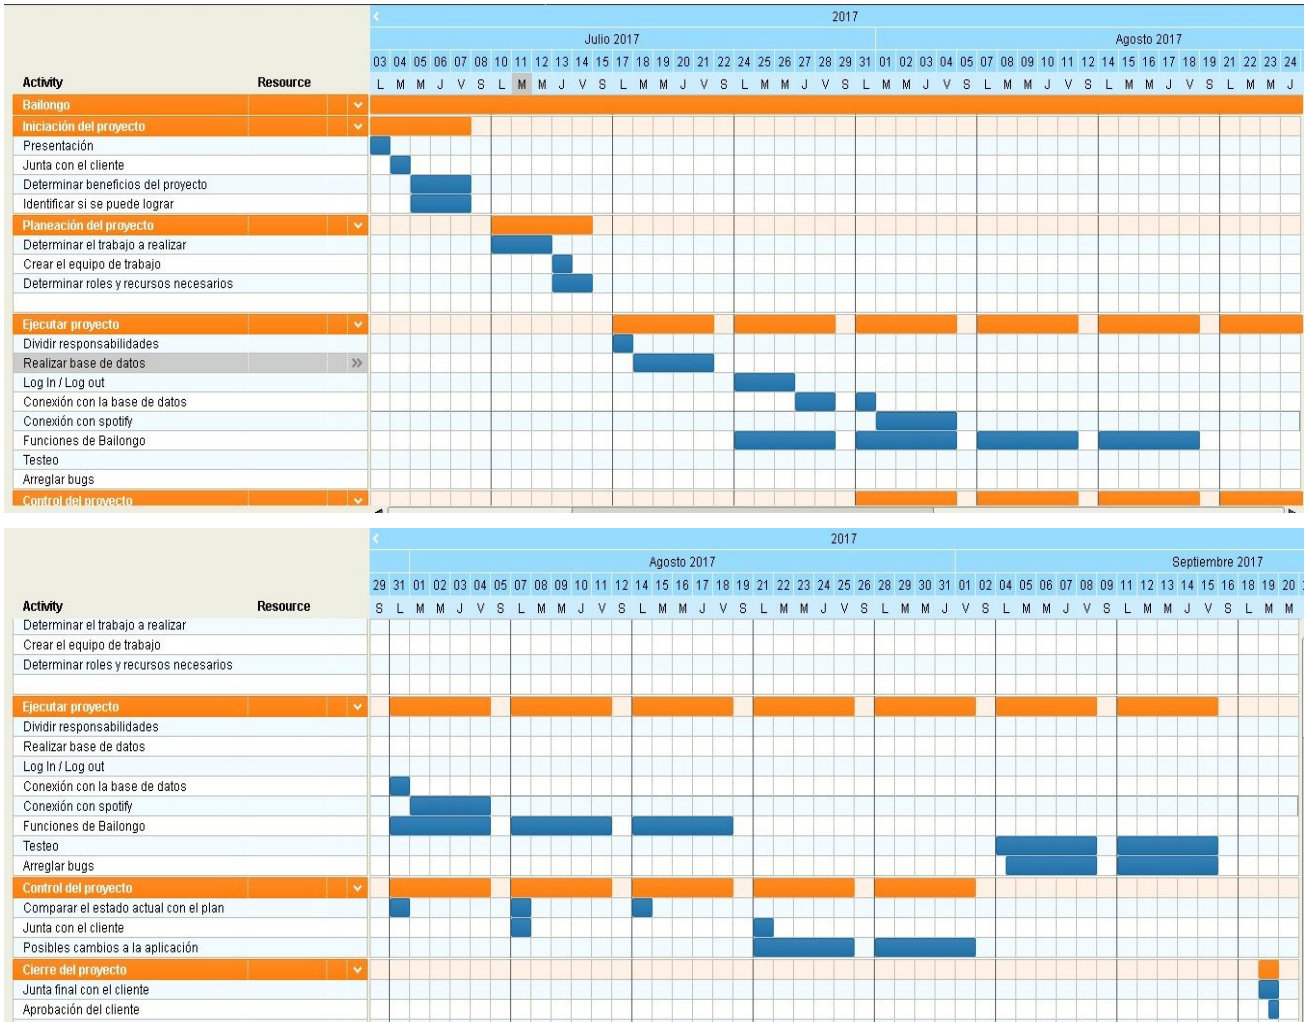 2017
Julio 2017 Agosto 2017
03 04 05 06 07 08 10 11 12 13 14 15 17 18 19 20 21 22 24 25 26 27 28 29 31 01 02 03 04 05 07 08 09 10 11 12 14 15 16 17 18 19 21 22 23 24
Activity Resource L M M J V S L M M J V S L M M J V S L M M J V S L M M J V S L M M J V S L M M J V S L M M J
Bailongo
Iniciación del proyecto
Presentación
Junta con el cliente
Determinar beneficios del proyecto
Identificar si se puede lograr
Planeación del proyecto
Determinar el trabajo a realizar
Crear el equipo de trabajo
Determinar roles y recursos necesarios
Ejecutar proyecto
Dividir responsabilidades
Realizar base de datos
Log In / Log out
Conexión con la base de datos
Conexión con spotify
Funciones de Bailongo
Testeo
Arreglar bugs
Control del proyecto
2017
Agosto 2017 Septiembre 2017
29 31 01 02 03 04 05 07 08 09 10 11 12 14 15 16 17 18 19 21 22 23 24 25 26 28 29 30 31 01 02 04 05 06 07 08 09 11 12 13 14 15 16 18 19 20
Activity Resource S L M M J V S L M M J V S L M M J V S L M M J V S L M M J V S L M M J V S L M M J V S L M M
Determinar el trabajo a realizar
Crear el equipo de trabajo
Determinar roles y recursos necesarios
Ejecutar proyecto
Dividir responsabilidades
Realizar base de datos
Log In / Log out
Conexión con la base de datos
Conexión con spotify
Funciones de Bailongo
Testeo
Arreglar bugs
Control del proyecto
Comparar el estado actual con el plan
Junta con el cliente
Posibles cambios a la aplicación
Cierre del proyecto
Junta final con el cliente
Aprobación del cliente